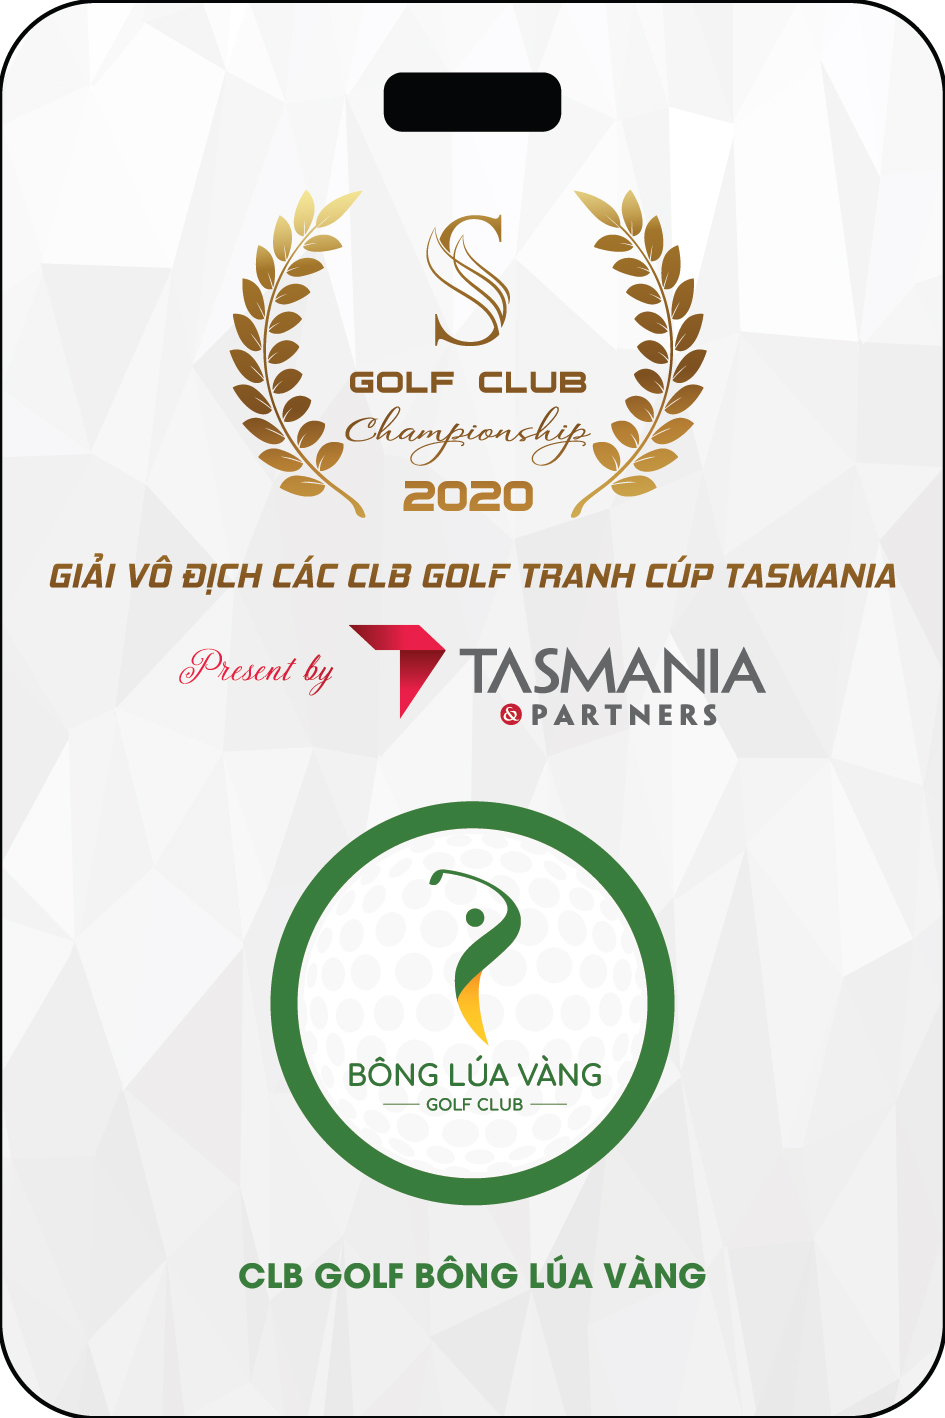 S
GOLF CLUB
Championship
2020
GIẢI VÔ ĐỊCH CÁC CLB GOLF TRANH CÚP TASMANIA
Present by TASMANIA
& PARTNERS
BÔNG LÚA VÀNG
GOLF CLUB
CLB GOLF BÔNG LÚA VÀNG